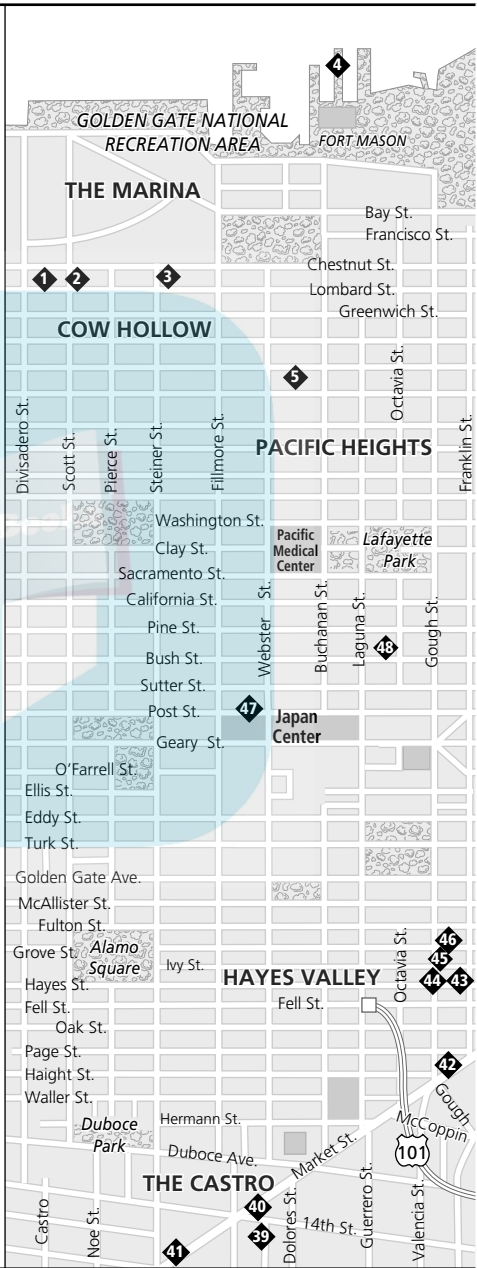 4
GOLDEN GATE NATIONAL
RECREATION AREA
FORT MASON
THE MARINA
Bay St.
Francisco St.
Chestnut St.
1
2
3
Lombard St.
Greenwich St.
COW HOLLOW
5
Octavia St.
Divisadero St.
Scott St.
Pierce St.
Steiner St.
Fillmore St.
PACIFIC HEIGHTS
Franklin St.
Washington St.
Clay St.
Pacific
Medical
Center
Lafayette
Park
Sacramento St.
California St.
Pine St.
Webster St.
Buchanan St.
Laguna St.
Gough St.
48
Bush St.
Sutter St.
Post St.
47
Japan
Center
Geary St.
O'Farrell St.
Ellis St.
Eddy St.
Turk St.
Golden Gate Ave.
McAllister St.
Fulton St.
Grove St.
Alamo
Square
Ivy St.
Octavia St.
46
45
44
43
HAYES VALLEY
Hayes St.
Fell St.
Fell St.
Oak St.
Page St.
Haight St.
Waller St.
42
Gough
McCoppin
Duboce
Park
Hermann St.
Duboce Ave.
Market St.
101
THE CASTRO
Castro
Noe St.
40
39
41
Dolores St.
14th St.
Guerrero St.
Valencia St.